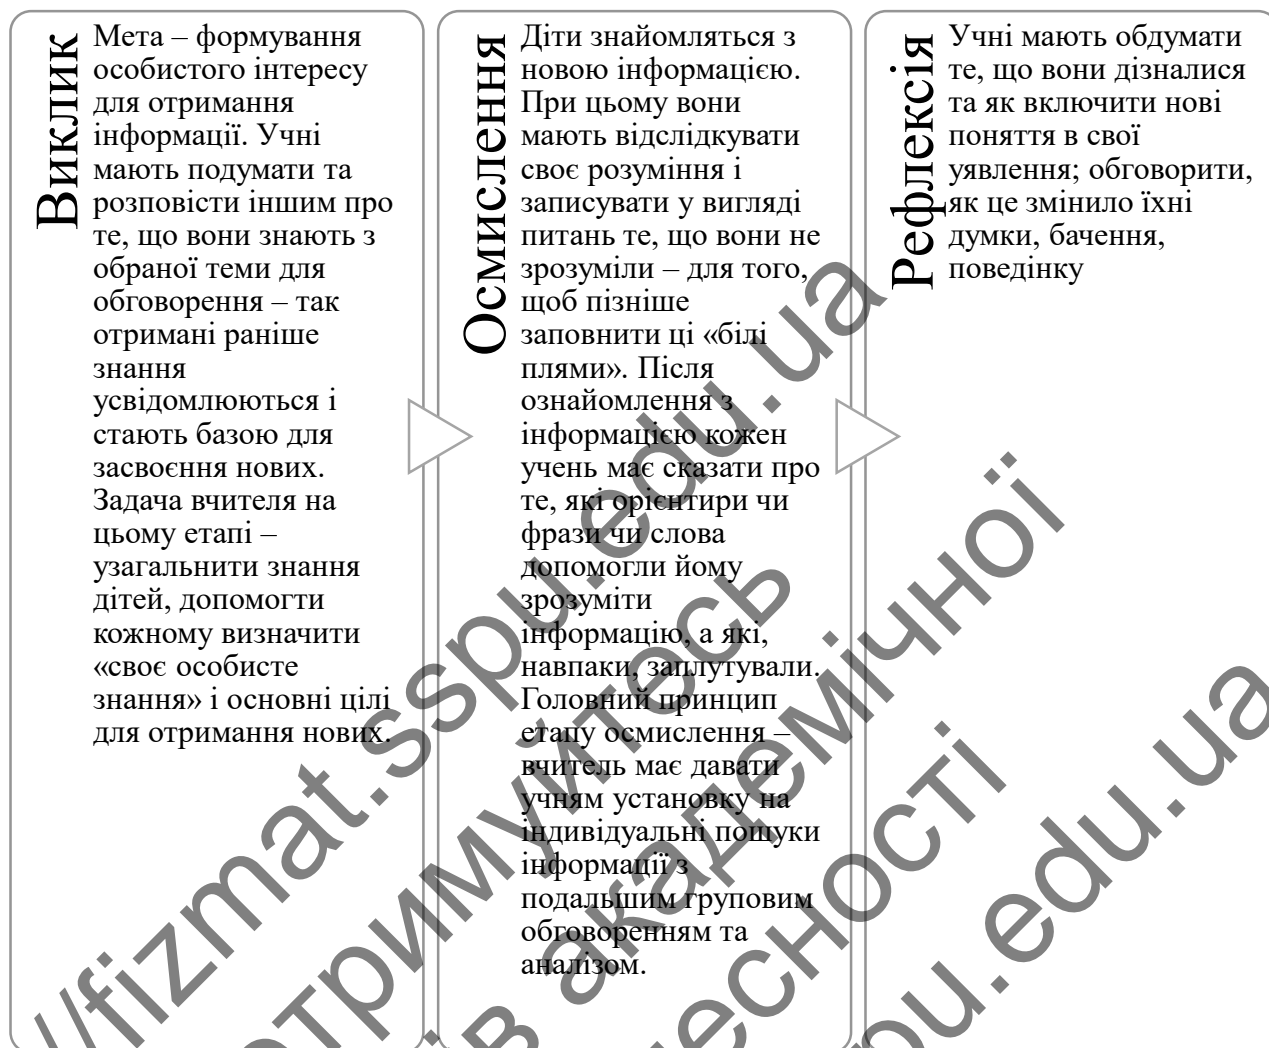 Виклик
Мета – формування
особистого інтересу
для отримання
інформації. Учні
мають подумати та
розповісти іншим про
те, що вони знають з
обраної теми для
обговорення – так
отримані раніше
знання
усвідомлюються і
стають базою для
засвоєння нових.
Задача вчителя на
цьому етапі –
узагальнити знання
дітей, допомогти
кожному визначити
«своє особисте
знання» і основні цілі
для отримання нових.
Осмислення
Діти знайомляться з
новою інформацією.
При цьому вони
мають відслідкувати
своє розуміння і
записувати у вигляді
питань те, що вони не
зрозуміли – для того,
щоб пізніше
заповнити ці «білі
плями». Після
ознайомлення з
інформацією кожен
учень має сказати про
те, які орієнтири чи
фрази чи слова
допомогли йому
зрозуміти
інформацію, а які,
навпаки, заплутували.
Головний принцип
етапу осмислення –
вчитель має давати
учням установку на
індивідуальні пошуки
інформації з
подальшим груповим
обговоренням та
аналізом.
Рефлексія
Учні мають обдумати
те, що вони дізналися
та як включити нові
поняття в свої
уявлення; обговорити,
як це змінило їхні
думки, бачення,
поведінку
//fizmat.sspu.edu.ua
академічної